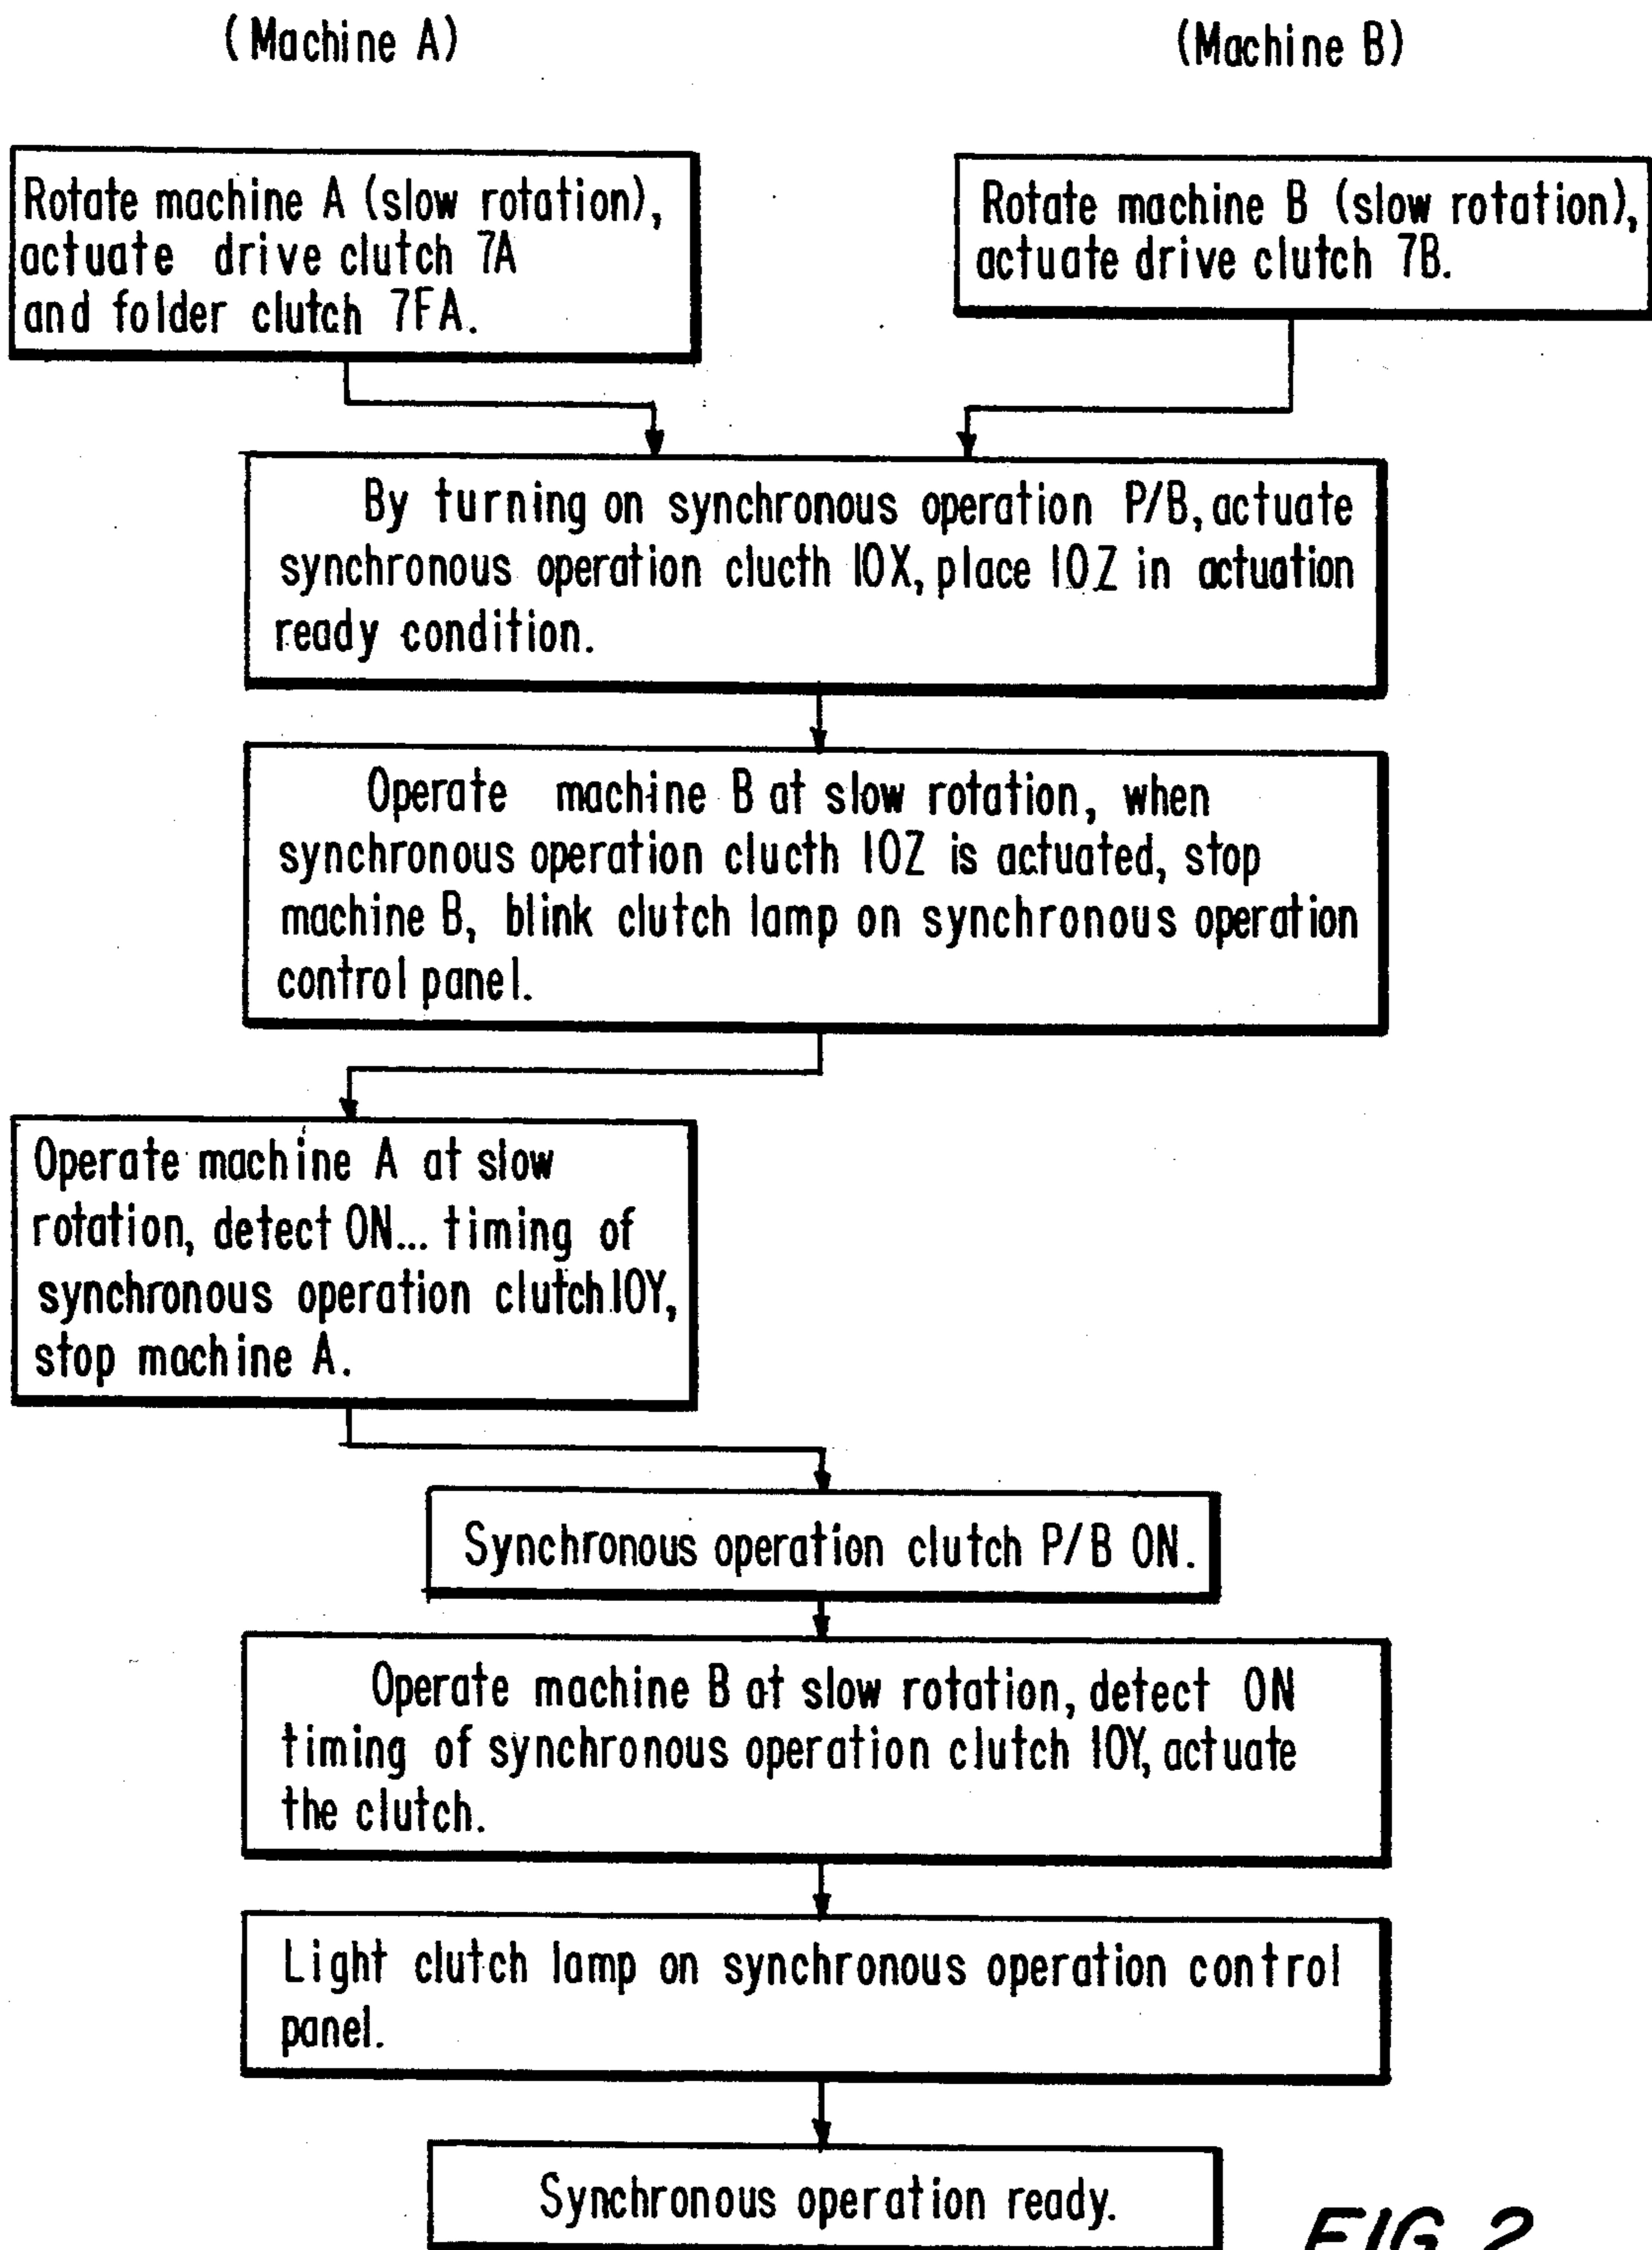 (Machine A)
(Machine B)
Rotate machine A (slow rotation),
actuate drive clutch 7A
and folder clutch 7FA.
Rotate machine B (slow rotation),
actuate drive clutch 7B.
By turning on synchronous operation P/B, actuate
synchronous operation clucth 10X, place 10Z in actuation
ready condition.
Operate machine B at slow rotation, when
synchronous operation clucth 10Z is actuated, stop
machine B, blink clutch lamp on synchronous operation
control panel.
Operate machine A at slow
rotation, detect ON... timing of
synchronous operation clutch 10Y,
stop machine A.
Synchronous operation clutch P/B ON.
Operate machine B at slow rotation, detect ON
timing of synchronous operation clutch 10Y, actuate
the clutch.
Light clutch lamp on synchronous operation control
panel.
Synchronous operation ready.
FIG. 2